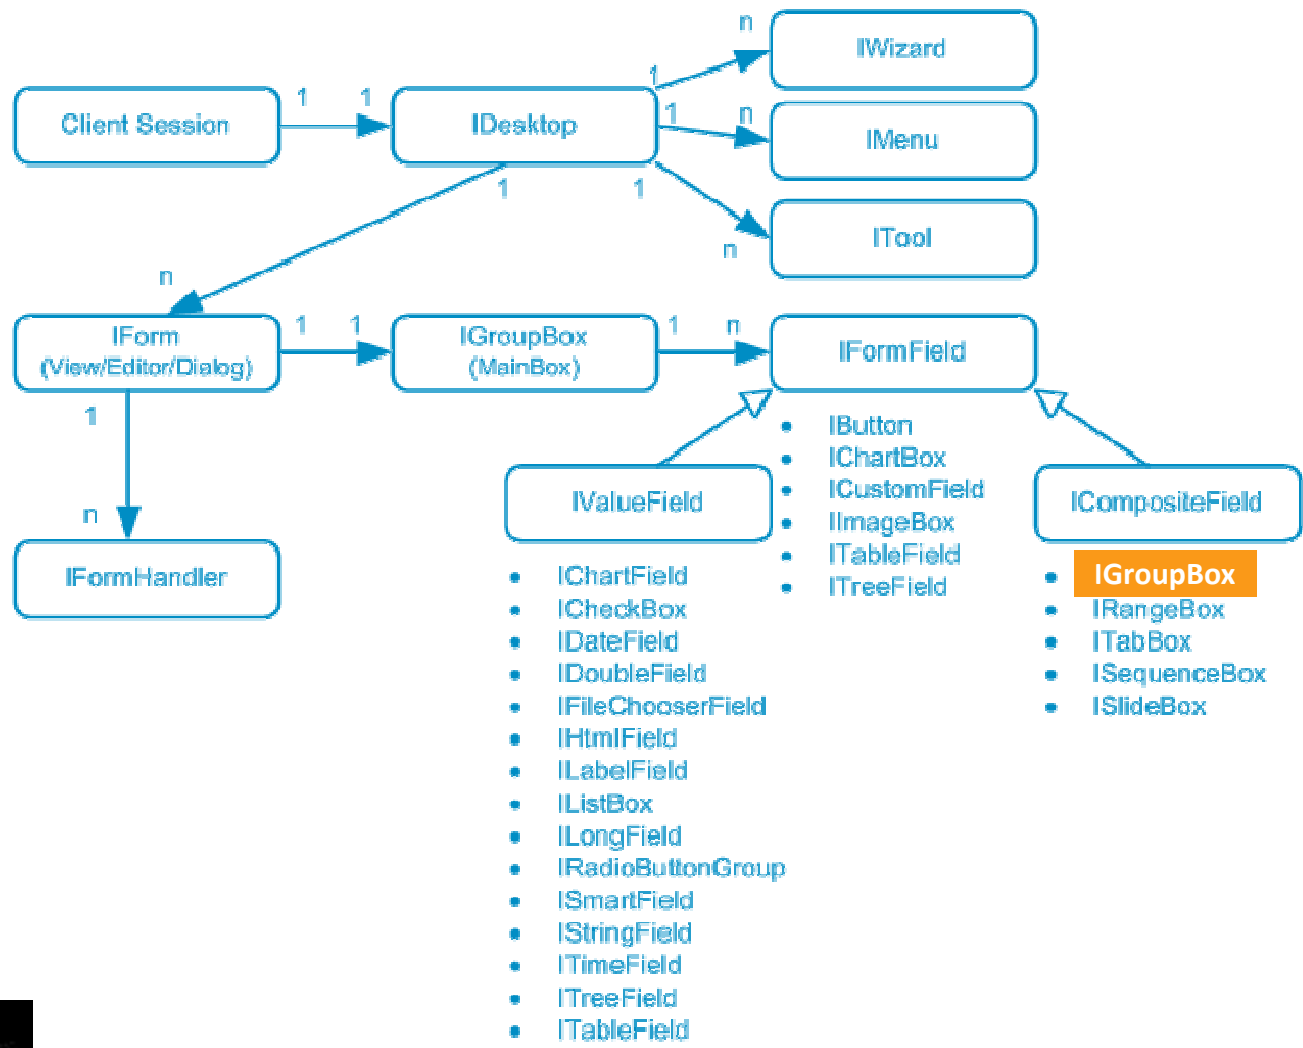 n
IWizard
1
Client Session
1
1
IDesktop
1
n
IMenu
1
1
n
ITool
n
IForm
(View/Editor/Dialog)
1
1
IGroupBox
(MainBox)
1
n
IFormField
1
n
IFormHandler
IValueField
IChartField
ICheckBox
IDateField
IDoubleField
IFileChooserField
IHtmlField
ILabelField
IListBox
ILongField
IRadioButtonGroup
ISmartField
IStringField
ITimeField
ITreeField
ITableField
IButton
IChartBox
ICustomField
IImageBox
ITableField
ITreeField
ICompositeField
IGroupBox
IRangeBox
ITabBox
ISequenceBox
ISlideBox